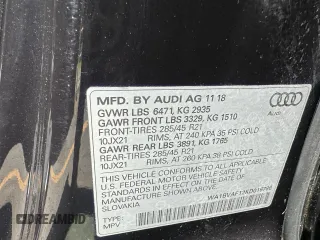 MFD. BY AUDI AG 11 18
GVWR LBS 6471, KG 2935
GAWR FRONT LBS 3329, KG 1510
FRONT-TIRES 285/45 R21
10JX21 RIMS, AT 240 KPA (35 PSI) COLD
GAWR REAR LBS 3891, KG 1765
REAR-TIRES 285/45 R21
10JX21 RIMS, AT 260 KPA (38 PSI) COLD
THIS VEHICLE CONFORMS TO ALL APPLICABLE
FEDERAL MOTOR VEHICLE SAFETY STANDARDS IN
EFFECT ON THE DATE OF MANUFACTURE SHOWN ABOVE
SLOVAKIA
TYPE:
MPV
Audi